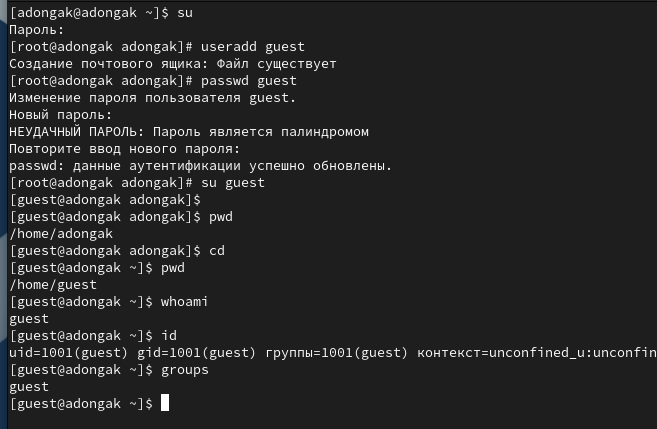 [adongak@adongak ~]$ su
Пароль:
[root@adongak adongak]# useradd guest
Создание почтового ящика: Файл существует
[root@adongak adongak]# passwd guest
Изменение пароля пользователя guest.
Новый пароль:
НЕУДАЧНЫЙ ПАРОЛЬ: Пароль является палиндромом
Повторите ввод нового пароля:
passwd: данные аутентификации успешно обновлены.
[root@adongak adongak]# su guest
[guest@adongak adongak]$
[guest@adongak adongak]$ pwd
/home/adongak
[guest@adongak adongak]$ cd
[guest@adongak ~]$ pwd
/home/guest
[guest@adongak ~]$ whoami
guest
[guest@adongak ~]$ id
uid=1001(guest) gid=1001(guest) группы=1001(guest) контекст=unconfined_u:unconfin
[guest@adongak ~]$ groups
guest
[guest@adongak ~]$